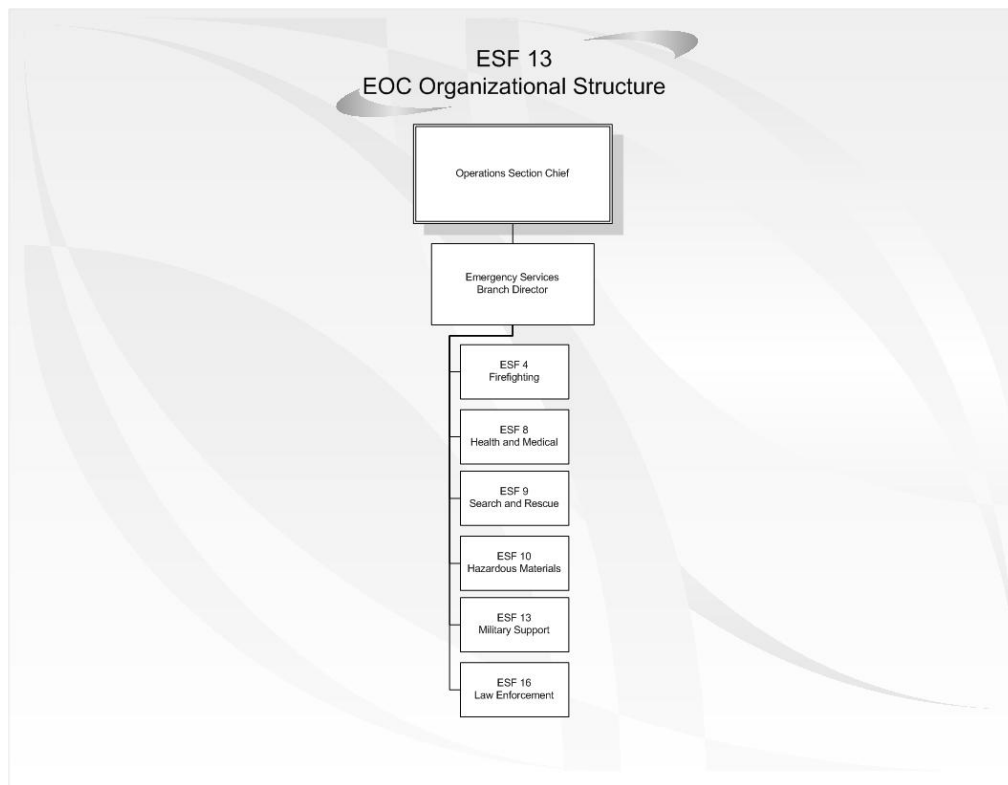 ESF 13
EOC Organizational Structure
Operations Section Chief
Emergency Services
Branch Director
ESF 4
Firefighting
ESF 8
Health and Medical
ESF 9
Search and Rescue
ESF 10
Hazardous Materials
ESF 13
Military Support
ESF 16
Law Enforcement